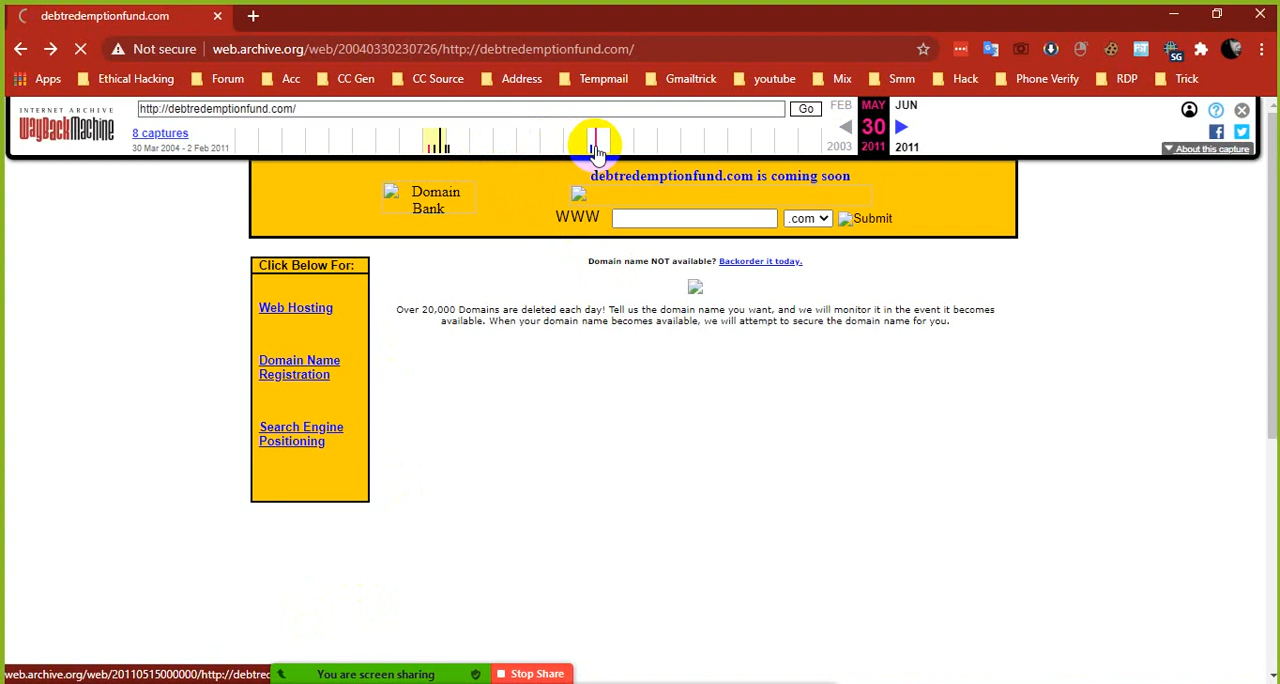 debtredemptionfund.com
Not secure web.archive.org/web/20040330230726/http://debtredemptionfund.com/
SG
Apps Ethical Hacking Forum Acc CC Gen CC Source Address Tempmail Gmailtrick youtube Mix Smm Hack Phone Verify RDP Trick
INTERNET ARCHIVE
WayBackMachine
http://debtredemptionfund.com/ Go
8 captures
30 Mar 2004 - 2 Feb 2011
FEB MAY JUN
30
2003 2011 2011
About this capture
debtredemptionfund.com is coming soon
Domain
Bank
WWW .com Submit
Domain name NOT available? Backorder it today.
Over 20,000 Domains are deleted each day! Tell us the domain name you want, and we will monitor it in the event it becomes
available. When your domain name becomes available, we will attempt to secure the domain name for you.
Click Below For:
Web Hosting
Domain Name
Registration
Search Engine
Positioning
web.archive.org/web/20110515000000/http://debtred
You are screen sharing
Stop Share